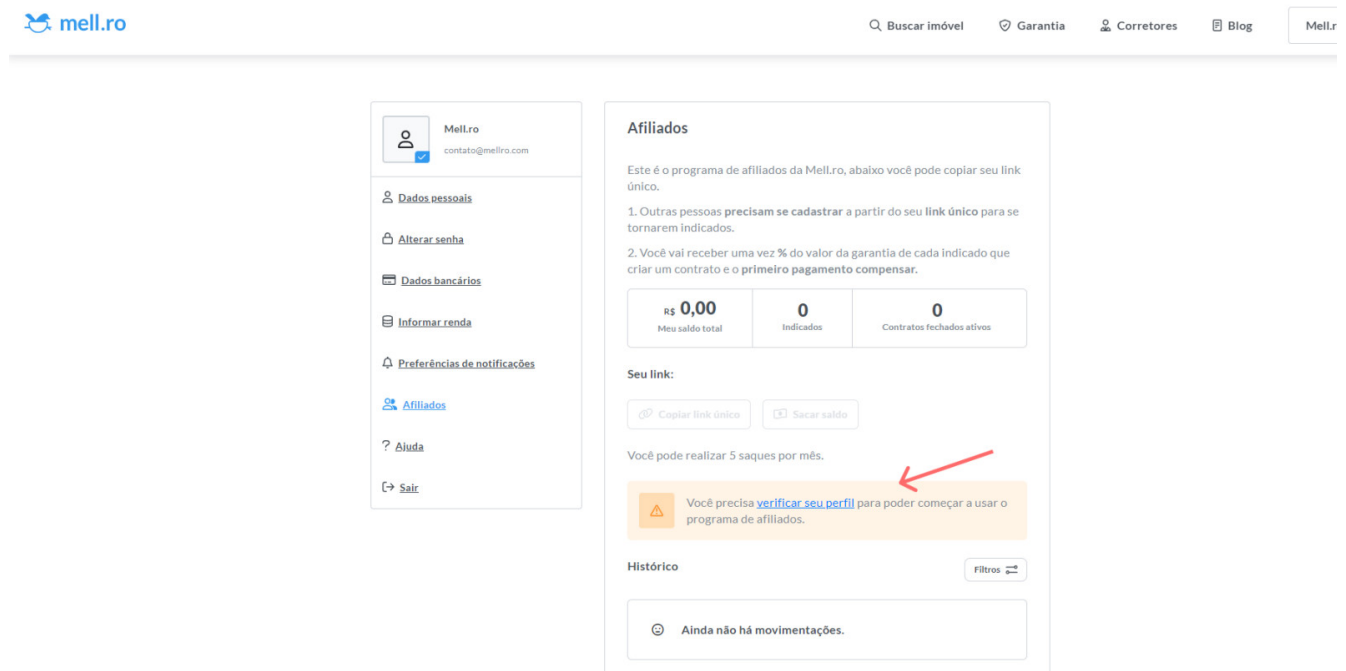 mell.ro
Buscar imóvel
Garantia
Corretores
Blog
Mell.r
Mell.ro
contato@mellro.com
Dados pessoais
Alterar senha
Dados bancários
Informar renda
Preferências de notificações
Afiliados
? Ajuda
Sair
Afiliados
Este é o programa de afiliados da Mell.ro, abaixo você pode copiar seu link
único.
1. Outras pessoas precisam se cadastrar a partir do seu link único para se
tornarem indicados.
2. Você vai receber uma vez % do valor da garantia de cada indicado que
criar um contrato e o primeiro pagamento compensar.
R$ 0,00
Meu saldo total
0
Indicados
0
Contratos fechados ativos
Seu link:
Copiar link único
Sacar saldo
Você pode realizar 5 saques por mês.
Você precisa verificar seu perfil para poder começar a usar o
programa de afiliados.
Histórico
Filtros
Ainda não há movimentações.